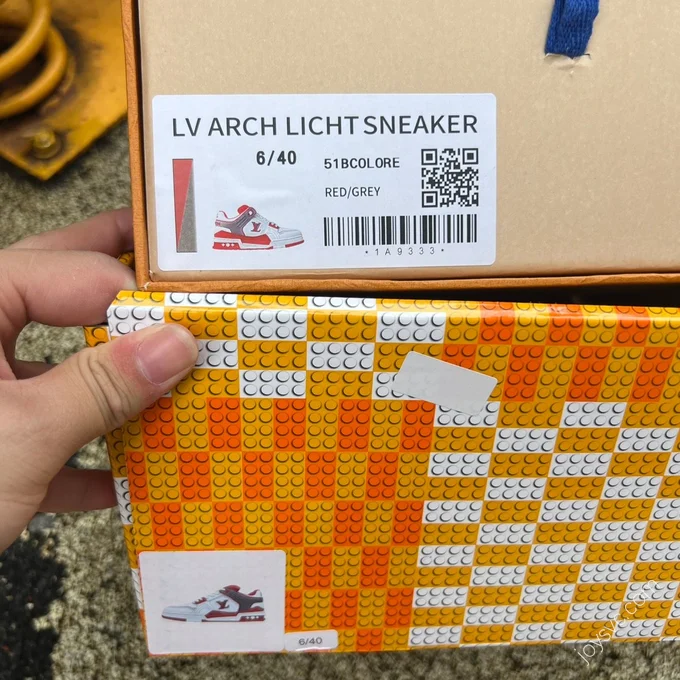 LV ARCH LICHT SNEAKER
6/40
51BCOLORE
RED/GREY
*1A9333*
6/40